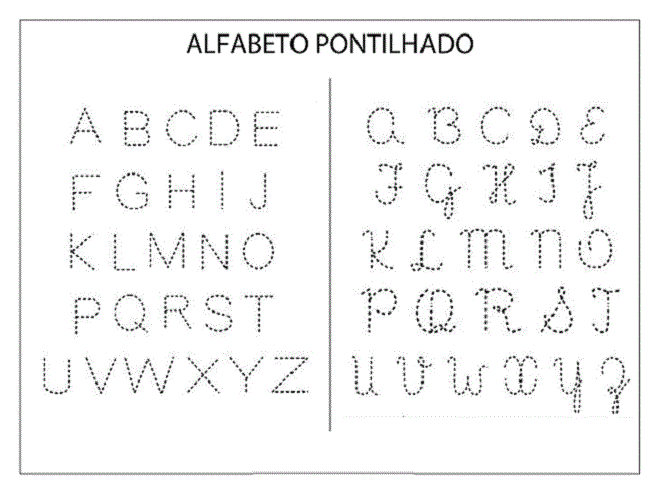 ALFABETO PONTILHADO
A B C D E
F G H I J
K L M N O
P Q R S T
U V W X Y Z
A B C D E
F G H I J
K L M N O
P Q R S T
U V W X Y Z